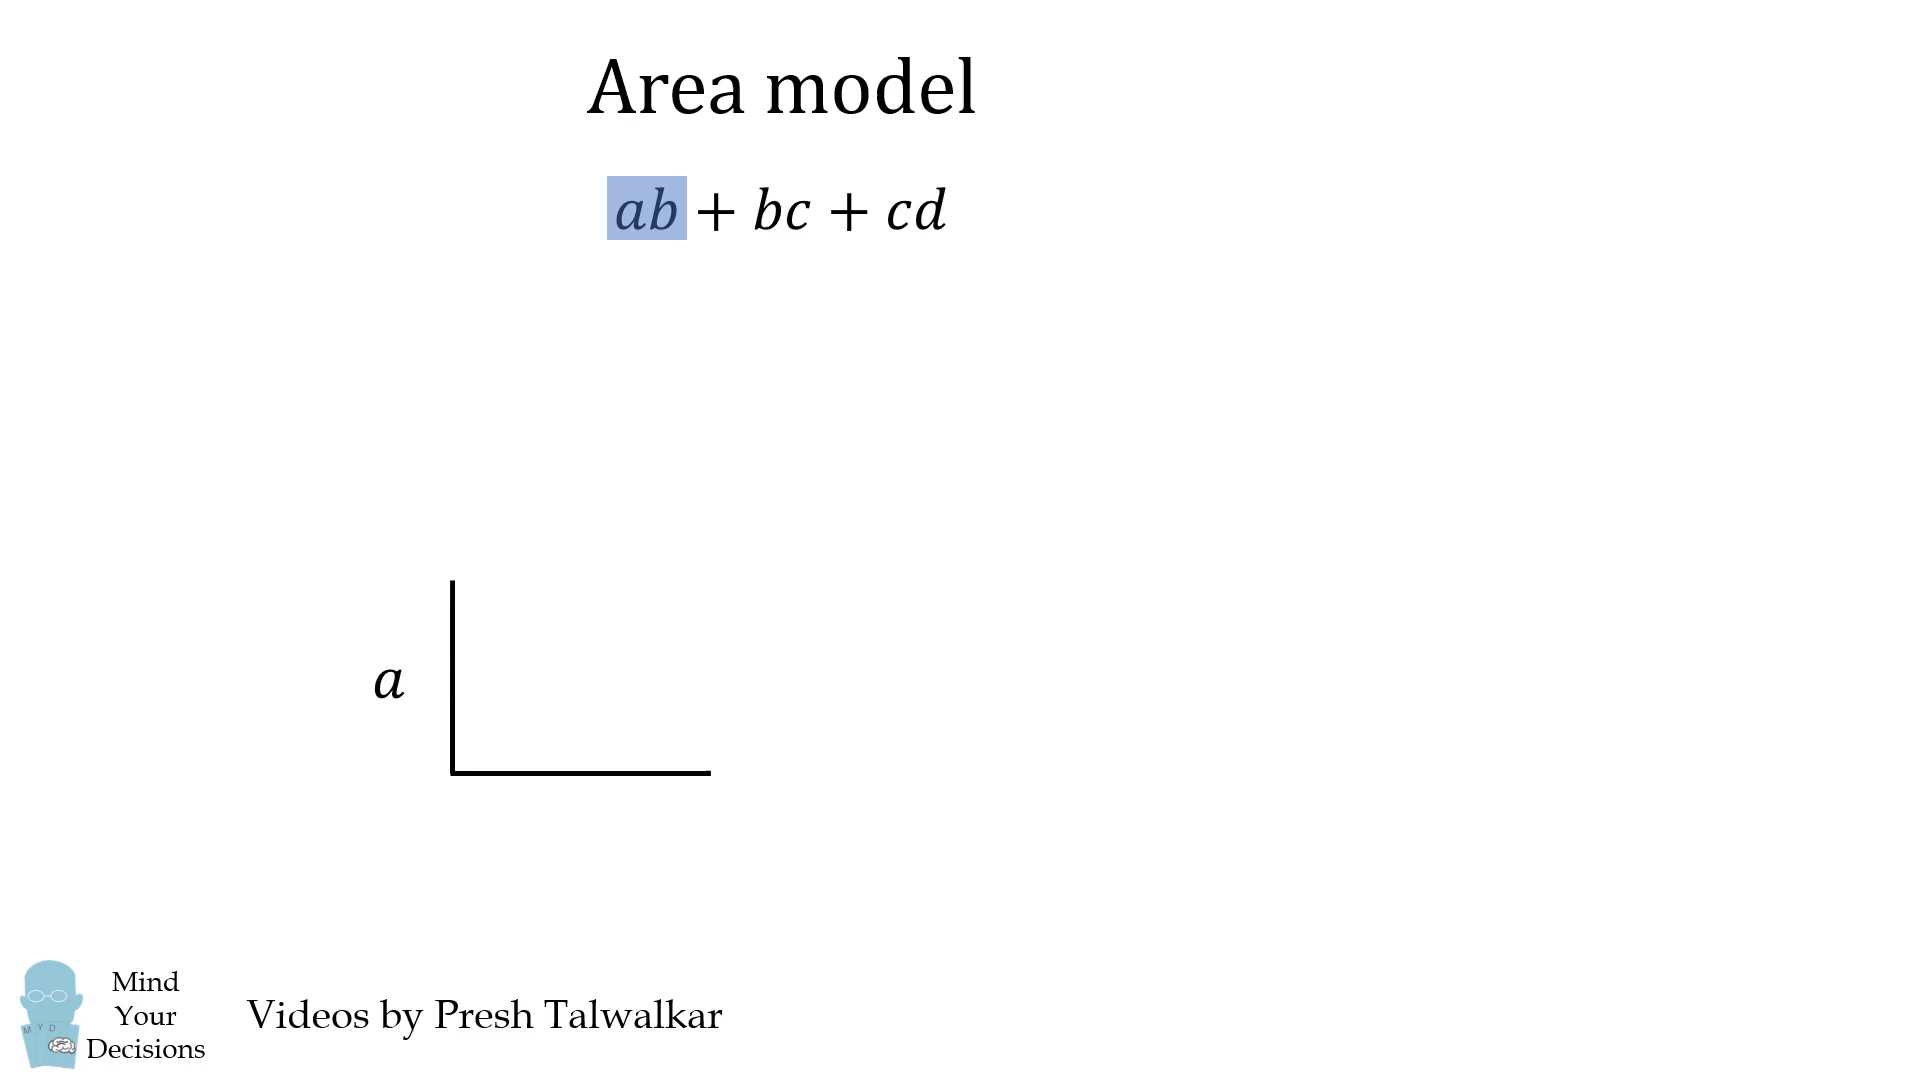 Area model
ab + bc + cd
a
Mind
Your
Decisions
M Y D
Videos by Presh Talwalkar